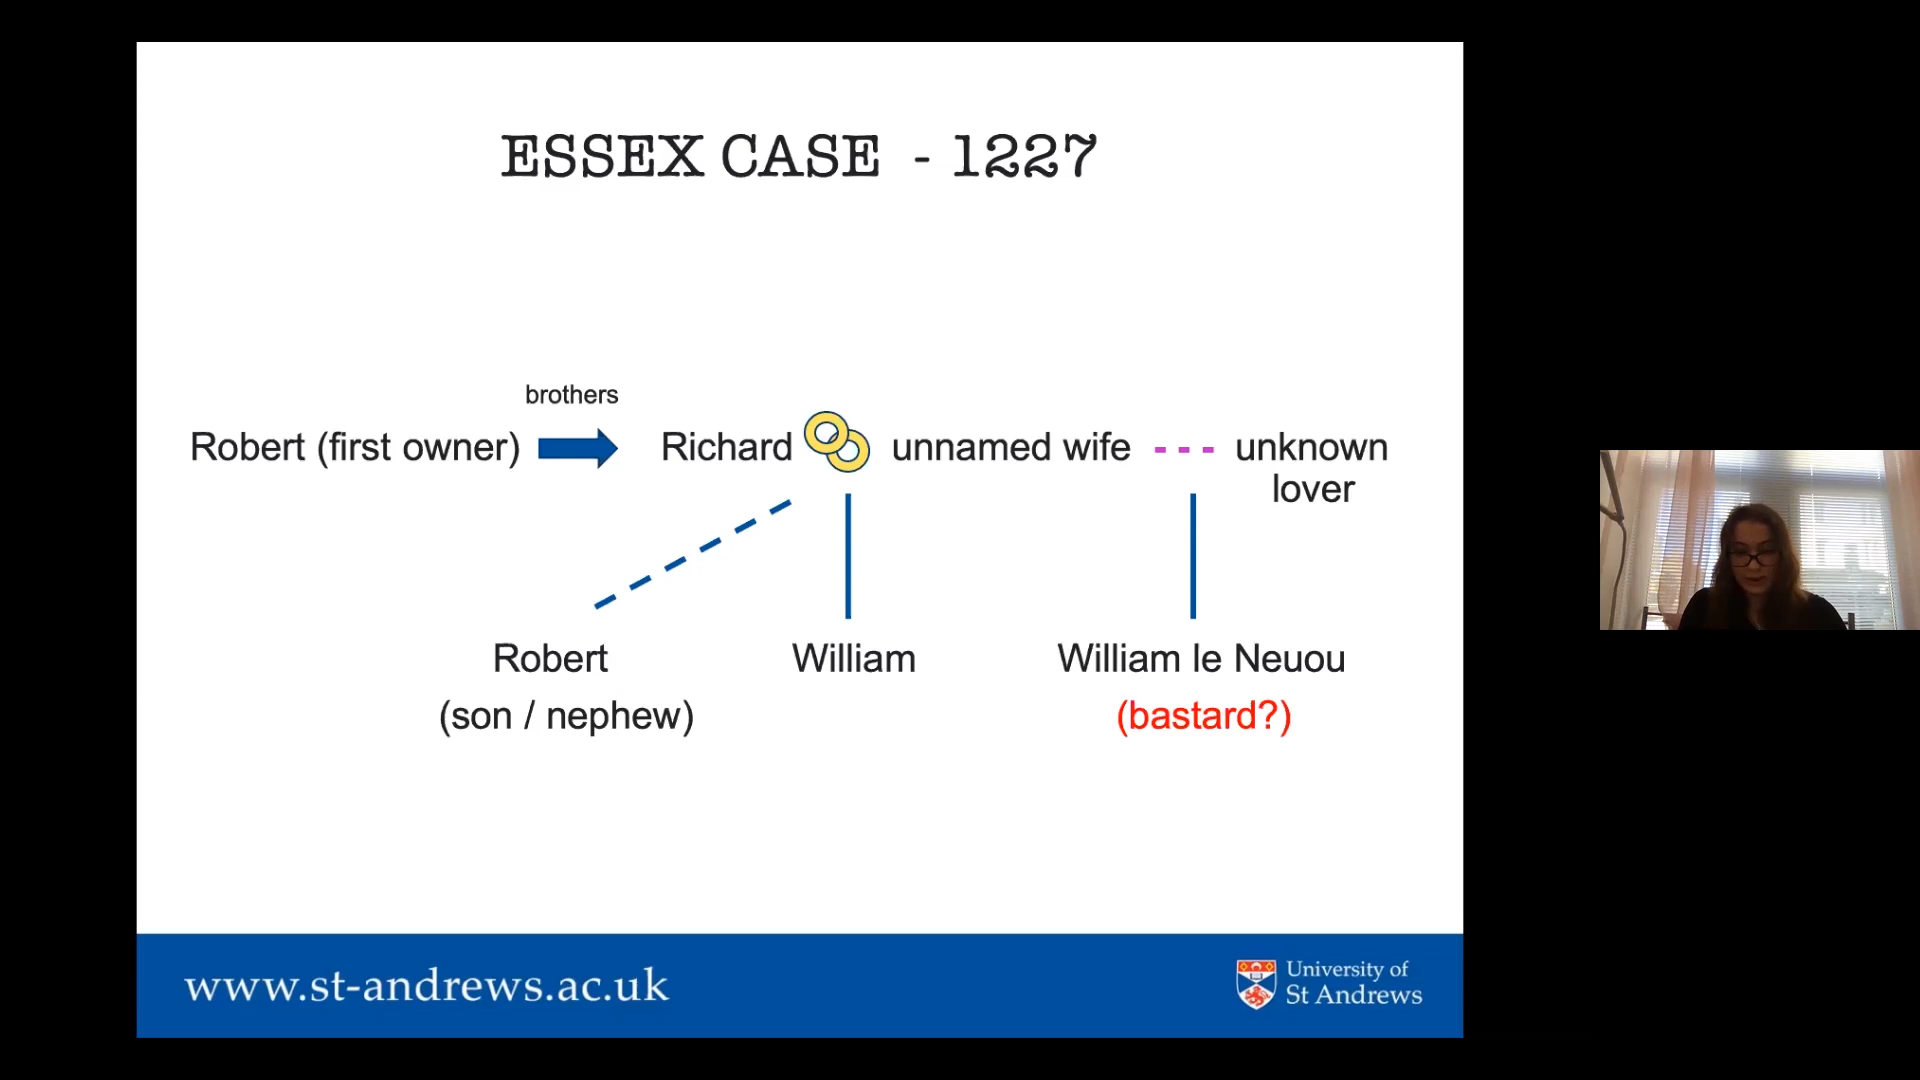 ESSEX CASE - 1227
brothers
Robert (first owner) Richard unnamed wife unknown
lover
Robert William William le Neuou
(son / nephew) (bastard?)
www.st-andrews.ac.uk
University of
St Andrews